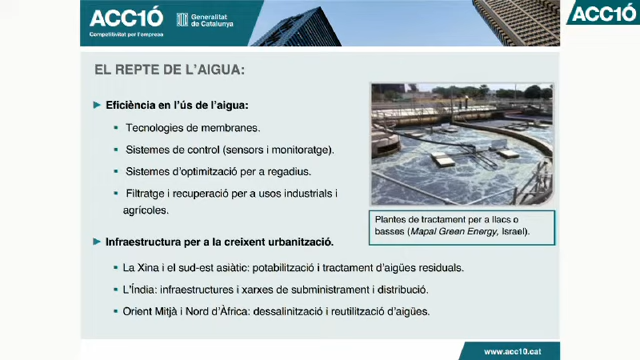 ACC1Ó
Competitivitat per l'empresa
Generalitat
de Catalunya
ACC1Ó
EL REPTE DE L'AIGUA:
Eficiència en l'ús de l'aigua:
Tecnologies de membranes.
Sistemes de control (sensors i monitoratge).
Sistemes d'optimització per a regadius.
Filtratge i recuperació per a usos industrials i
agrícoles.
Plantes de tractament per a llacs o
basses (Mapal Green Energy, Israel).
Infraestructura per a la creixent urbanització.
La Xina i el sud-est asiàtic: potabilització i tractament d'aigües residuals.
L'Índia: infraestructures i xarxes de subministrament i distribució.
Orient Mitjà i Nord d'Àfrica: dessalinització i reutilització d'aigües.
www.acc10.cat